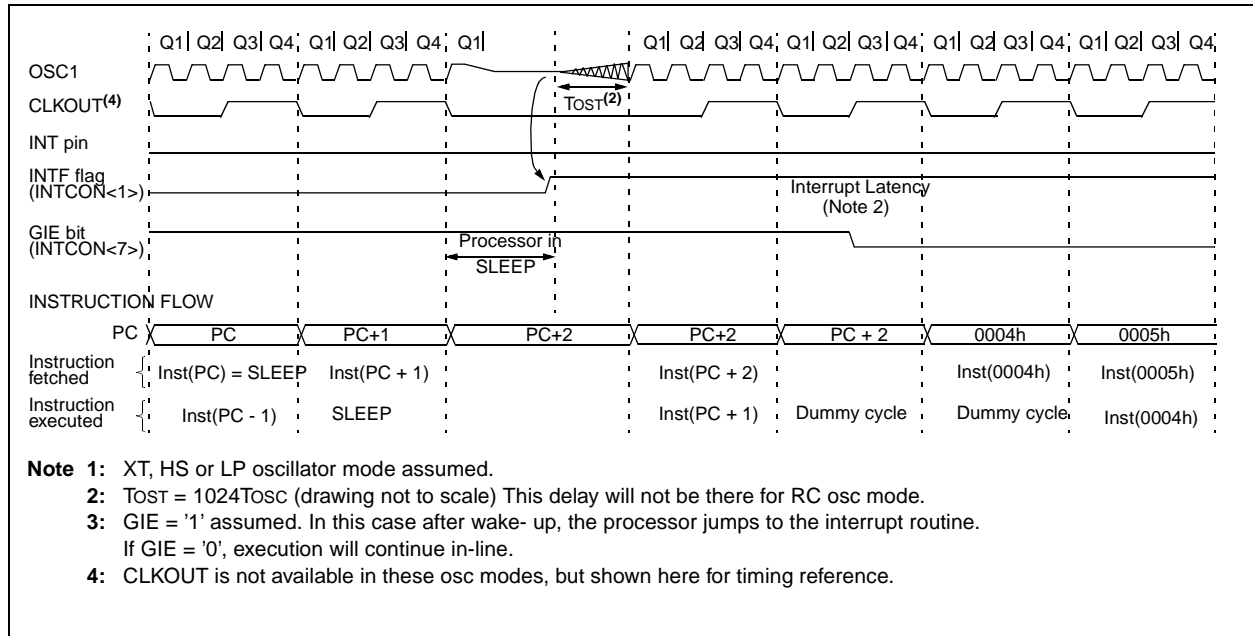 Q1 Q2 Q3 Q4 Q1 Q2 Q3 Q4 Q1 Q1 Q2 Q3 Q4 Q1 Q2 Q3 Q4 Q1 Q2 Q3 Q4 Q1 Q2 Q3 Q4
OSC1
CLKOUT(4)
TOST(2)
INT pin
INTF flag
(INTCON<1>)
Interrupt Latency
(Note 2)
GIE bit
(INTCON<7>)
Processor in
SLEEP
INSTRUCTION FLOW
PC PC PC+1 PC+2 PC+2 PC + 2 0004h 0005h
Instruction
fetched
Inst(PC) = SLEEP Inst(PC + 1) Inst(PC + 2) Inst(0004h) Inst(0005h)
Instruction
executed
Inst(PC - 1) SLEEP Inst(PC + 1) Dummy cycle Dummy cycle Inst(0004h)
Note 1: XT, HS or LP oscillator mode assumed.
2: TOST = 1024TOSC (drawing not to scale) This delay will not be there for RC osc mode.
3: GIE = '1' assumed. In this case after wake- up, the processor jumps to the interrupt routine.
If GIE = '0', execution will continue in-line.
4: CLKOUT is not available in these osc modes, but shown here for timing reference.